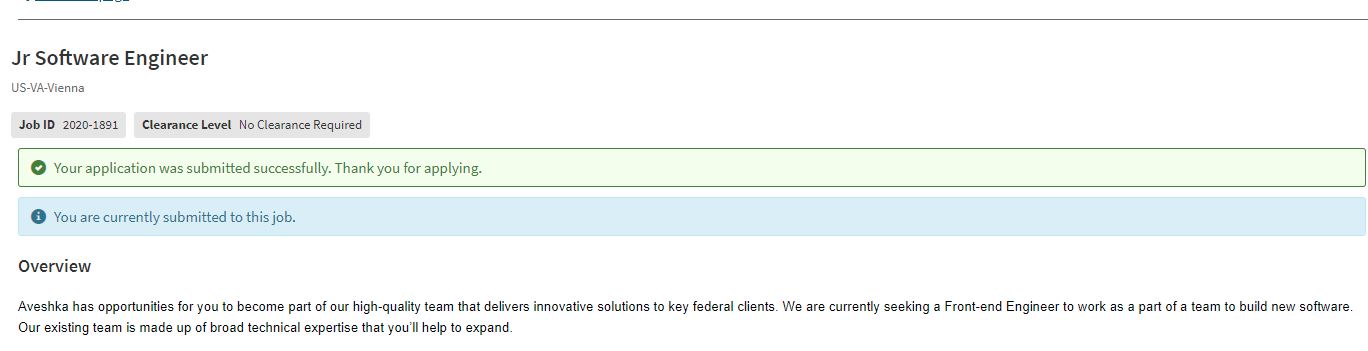 Jr Software Engineer
US-VA-Vienna
Job ID 2020-1891 Clearance Level No Clearance Required
Your application was submitted successfully. Thank you for applying.
You are currently submitted to this job.
Overview
Aveshka has opportunities for you to become part of our high-quality team that delivers innovative solutions to key federal clients. We are currently seeking a Front-end Engineer to work as a part of a team to build new software.
Our existing team is made up of broad technical expertise that you'll help to expand.